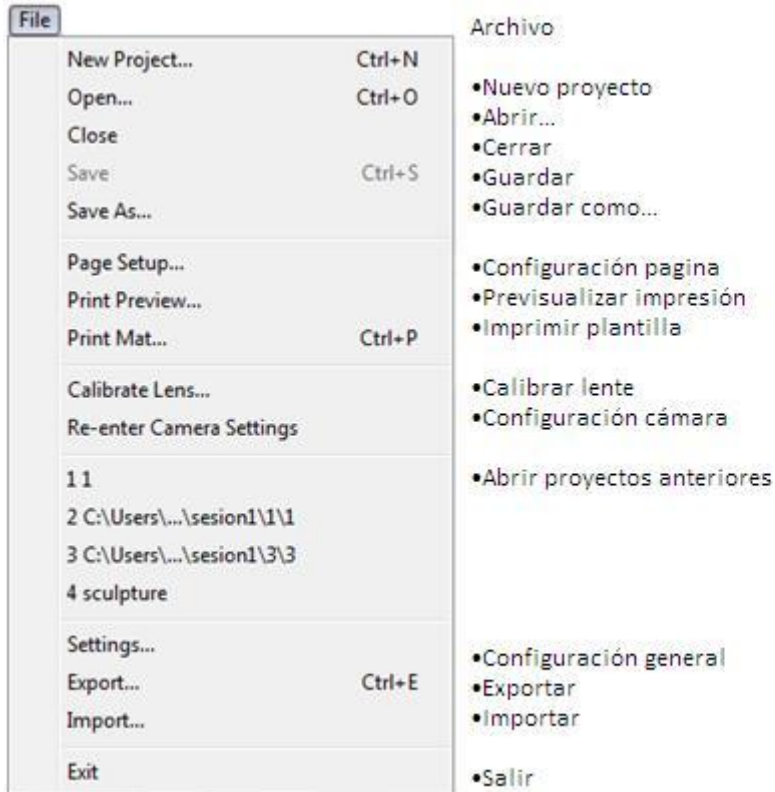 File
New Project... Ctrl+N
Open... Ctrl+O
Close
Save Ctrl+S
Save As...
Page Setup...
Print Preview...
Print Mat... Ctrl+P
Calibrate Lens...
Re-enter Camera Settings
1 1
2 C:\Users\...\sesion1\1\1
3 C:\Users\...\sesion1\3\3
4 sculpture
Settings...
Export... Ctrl+E
Import...
Exit
Archivo
•Nuevo proyecto
•Abrir...
•Cerrar
•Guardar
•Guardar como...
•Configuración pagina
•Previsualizar impresión
•Imprimir plantilla
•Calibrar lente
•Configuración cámara
•Abrir proyectos anteriores
•Configuración general
•Exportar
•Importar
•Salir